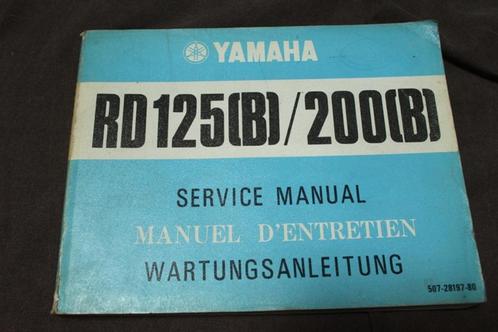 YAMAHA
RD125(B)/200(B)
SERVICE MANUAL
MANUEL D'ENTRETIEN
WARTUNGSANLEITUNG
507-28197-80